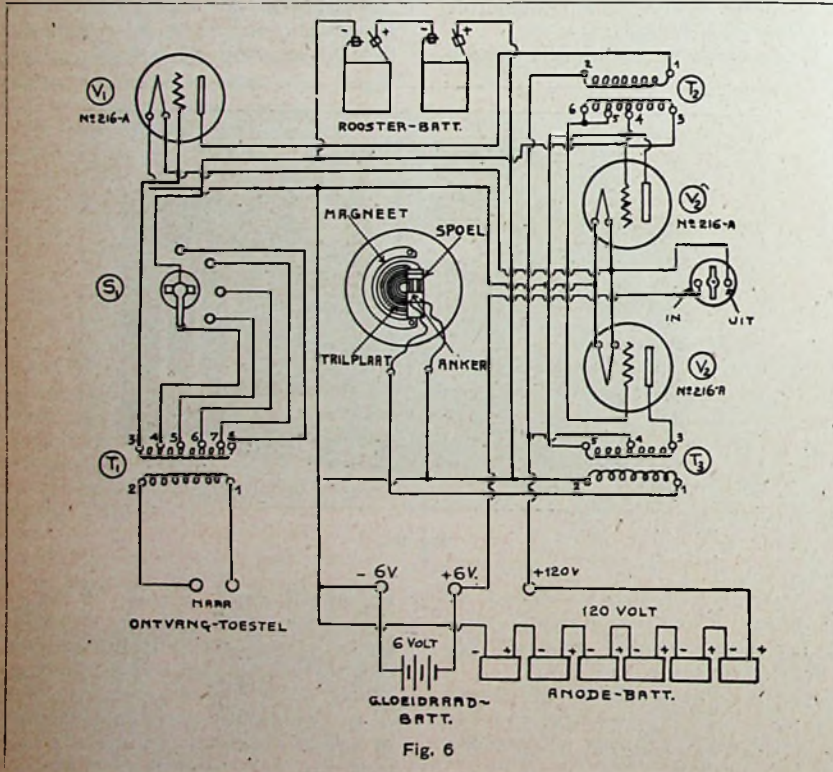 - + - +
ROOSTER-BATT.
V1
Nº 216-A
2 1
T2
6 5 4 3
V2
Nº 216-A
MAGNEET
SPOEL
S1
IN UIT
TRILPLAAT
ANKER
V2
Nº 216-A
3 4 5 6 7 8
T1
2 1
5 4 3
T3
2 1
- 6V.
+6V.
+120V
NAAR
ONTVANG-TOESTEL
120 VOLT
6 VOLT
- + - + - + - + - + - +
GLOEIDRAAD-
BATT.
ANODE-BATT.
Fig. 6